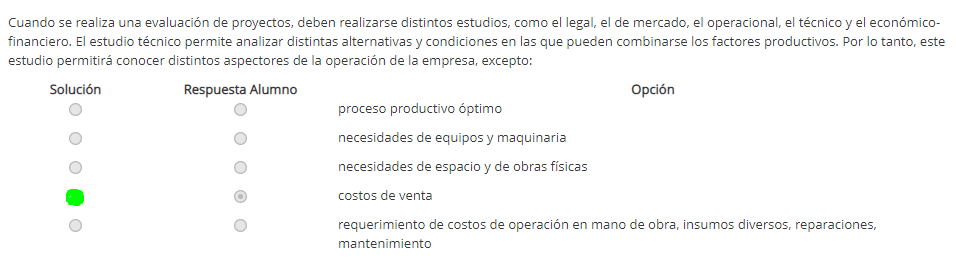 Cuando se realiza una evaluación de proyectos, deben realizarse distintos estudios, como el legal, el de mercado, el operacional, el técnico y el económico-
financiero. El estudio técnico permite analizar distintas alternativas y condiciones en las que pueden combinarse los factores productivos. Por lo tanto, este
estudio permitirá conocer distintos aspectores de la operación de la empresa, excepto:
Solución Respuesta Alumno Opción
proceso productivo óptimo
necesidades de equipos y maquinaria
necesidades de espacio y de obras físicas
costos de venta
requerimiento de costos de operación en mano de obra, insumos diversos, reparaciones,
mantenimiento